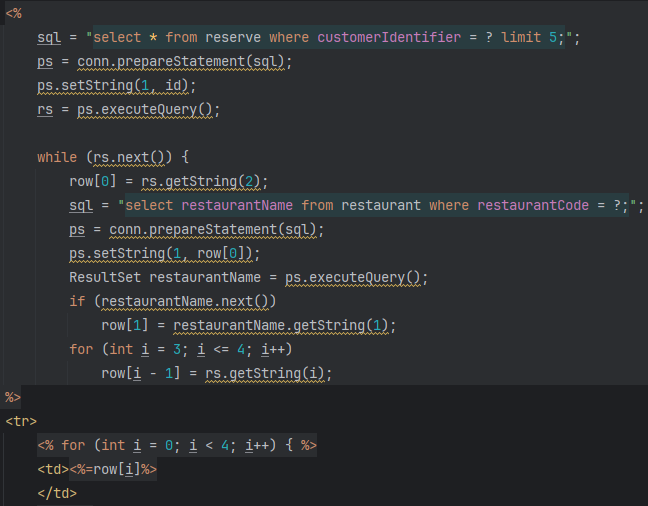 <%
sql = "select * from reserve where customerIdentifier = ? limit 5;";
ps = conn.prepareStatement(sql);
ps.setString(1, id);
rs = ps.executeQuery();
while (rs.next()) {
row[0] = rs.getString(2);
sql = "select restaurantName from restaurant where restaurantCode = ?;";
ps = conn.prepareStatement(sql);
ps.setString(1, row[0]);
ResultSet restaurantName = ps.executeQuery();
if (restaurantName.next())
row[1] = restaurantName.getString(1);
for (int i = 3; i <= 4; i++)
row[i - 1] = rs.getString(i);
%>
<tr>
<% for (int i = 0; i < 4; i++) { %>
<td><%=row[i]%>
</td>